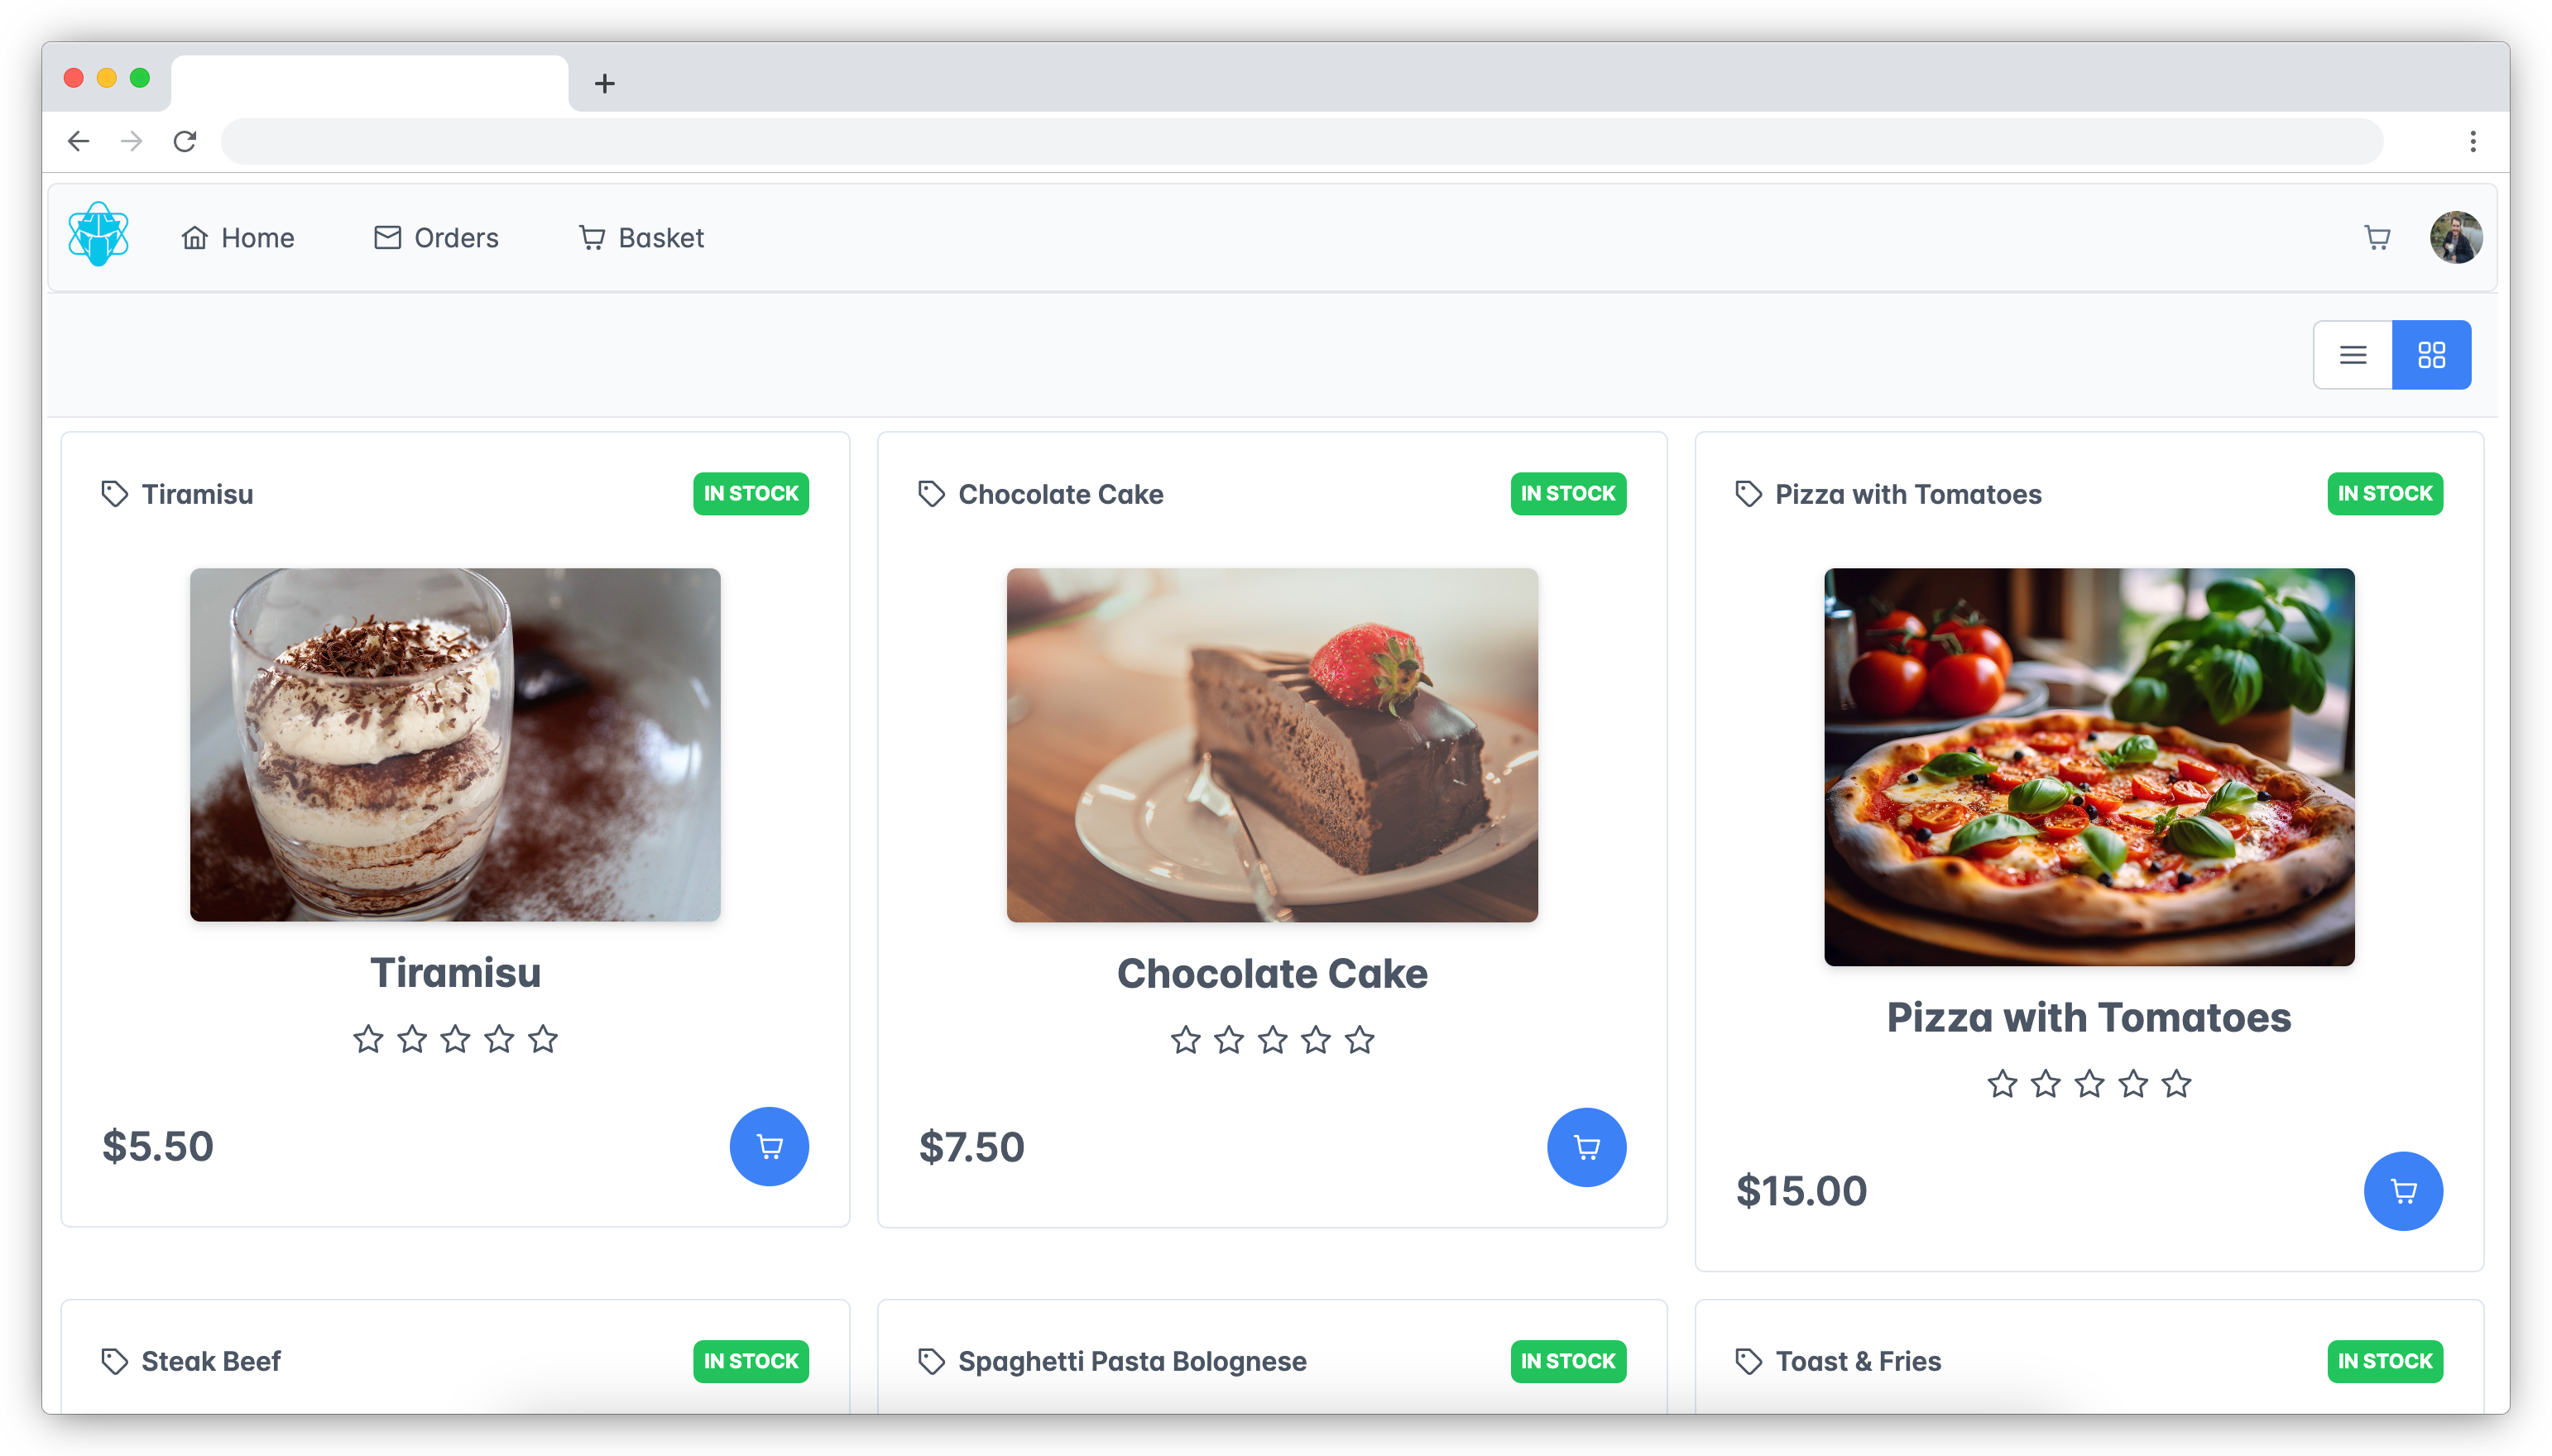 Home Orders Basket
Tiramisu IN STOCK
Chocolate Cake IN STOCK
Pizza with Tomatoes IN STOCK
Tiramisu
$5.50
Chocolate Cake
$7.50
Pizza with Tomatoes
$15.00
Steak Beef IN STOCK
Spaghetti Pasta Bolognese IN STOCK
Toast & Fries IN STOCK